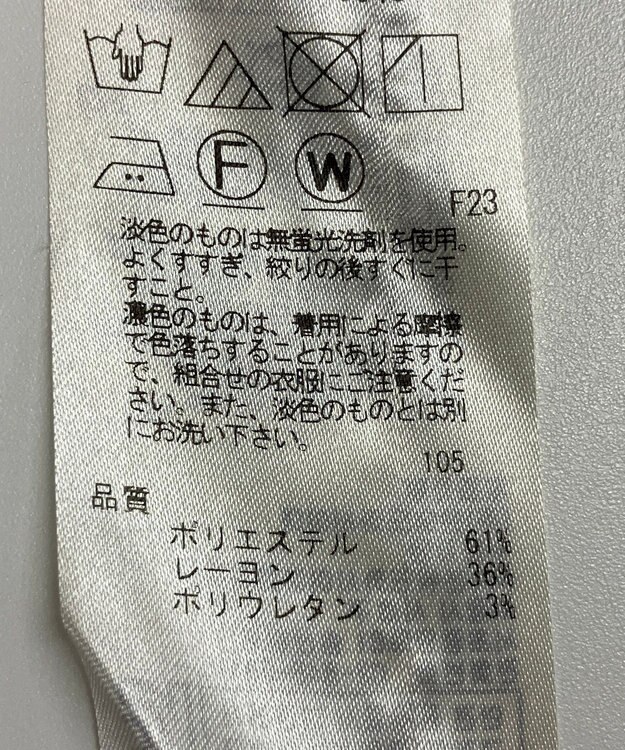 F
W
F23
淡色のものは無蛍光洗剤を使用。
よくすすぎ、絞りの後すぐに干
すこと。
濃色のものは、着用による摩擦
で色落ちすることがありますの
で、組合せの衣服にご注意くだ
さい。また、淡色のものとは別
にお洗い下さい。
105
品質
ポリエステル 61%
レーヨン 36%
ポリウレタン 3%